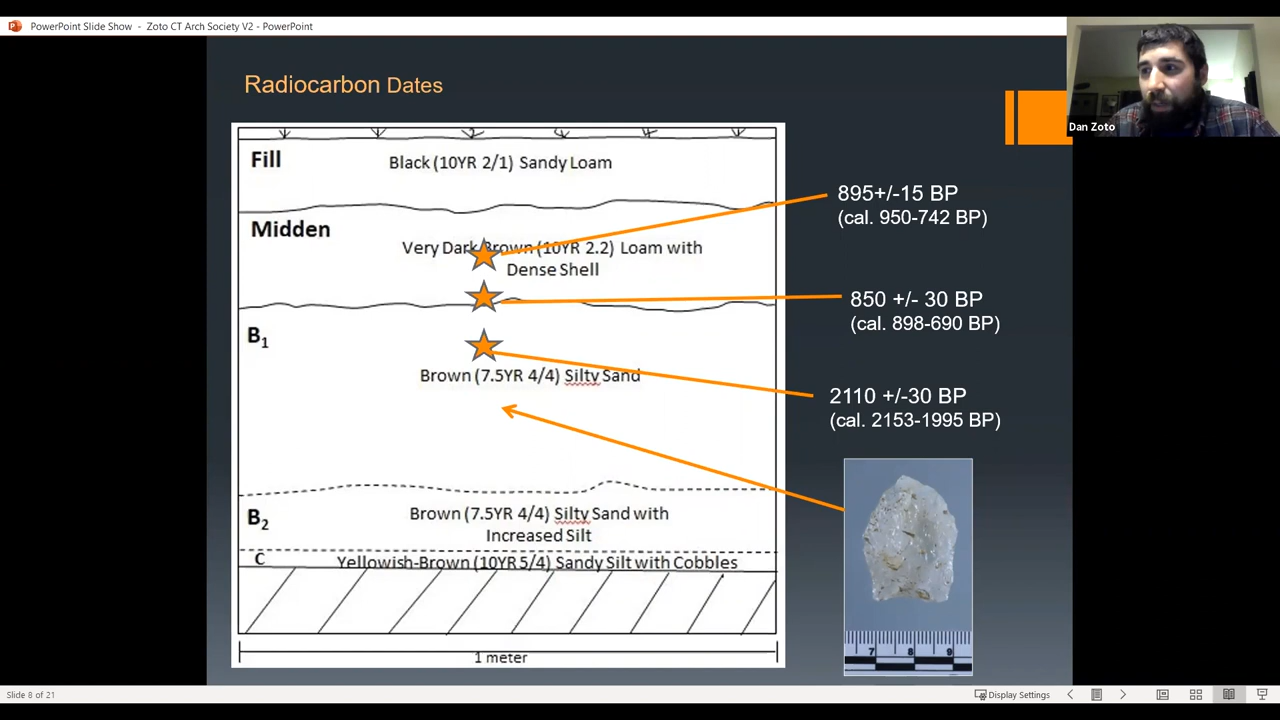 PowerPoint Slide Show - Zoto CT Arch Society V2 - PowerPoint
Dan Zoto
Radiocarbon Dates
Fill
Black (10YR 2/1) Sandy Loam
Midden
Very Dark Brown (10YR 2.2) Loam with
Dense Shell
B1
Brown (7.5YR 4/4) Silty Sand
B2
Brown (7.5YR 4/4) Silty Sand with
Increased Silt
C
Yellowish-Brown (10YR 5/4) Sandy Silt with Cobbles
1 meter
895+/-15 BP
(cal. 950-742 BP)
850 +/- 30 BP
(cal. 898-690 BP)
2110 +/-30 BP
(cal. 2153-1995 BP)
7 8 9
Slide 8 of 21
Display Settings